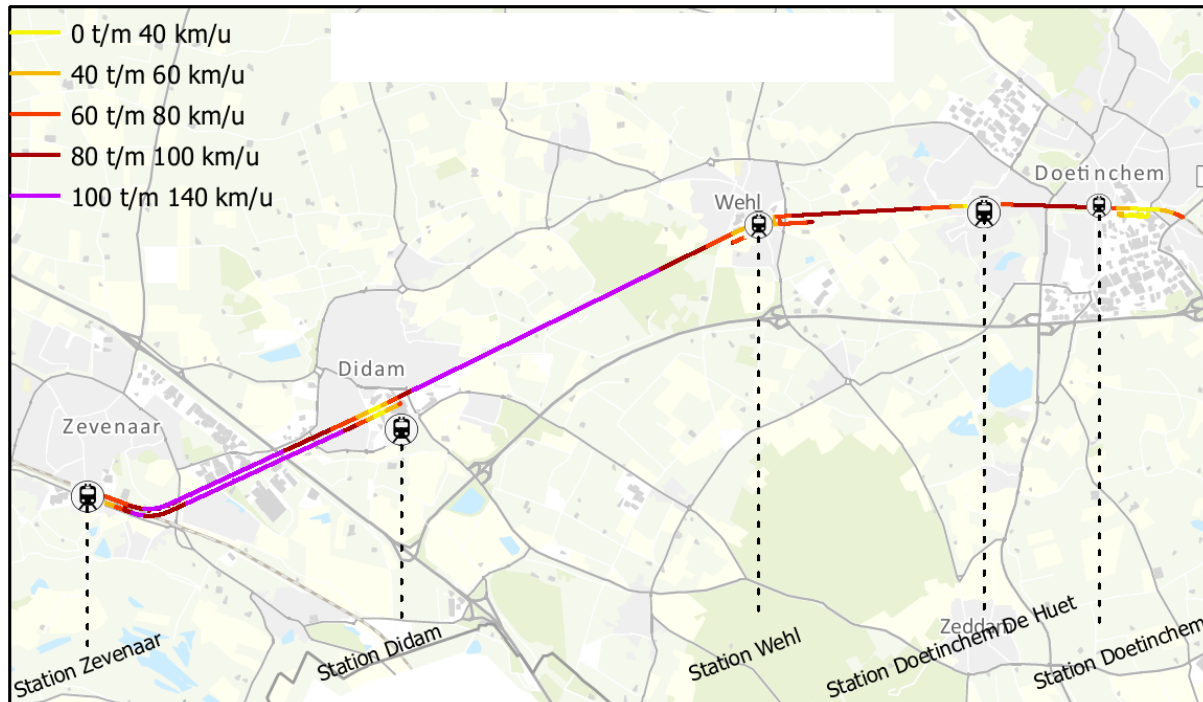 0 t/m 40 km/u
40 t/m 60 km/u
60 t/m 80 km/u
80 t/m 100 km/u
100 t/m 140 km/u
Doetinchem
Wehl
Didam
Zevenaar
Zeddam
Station Zevenaar
Station Didam
Station Wehl
Station Doetinchem De Huet
Station Doetinchem